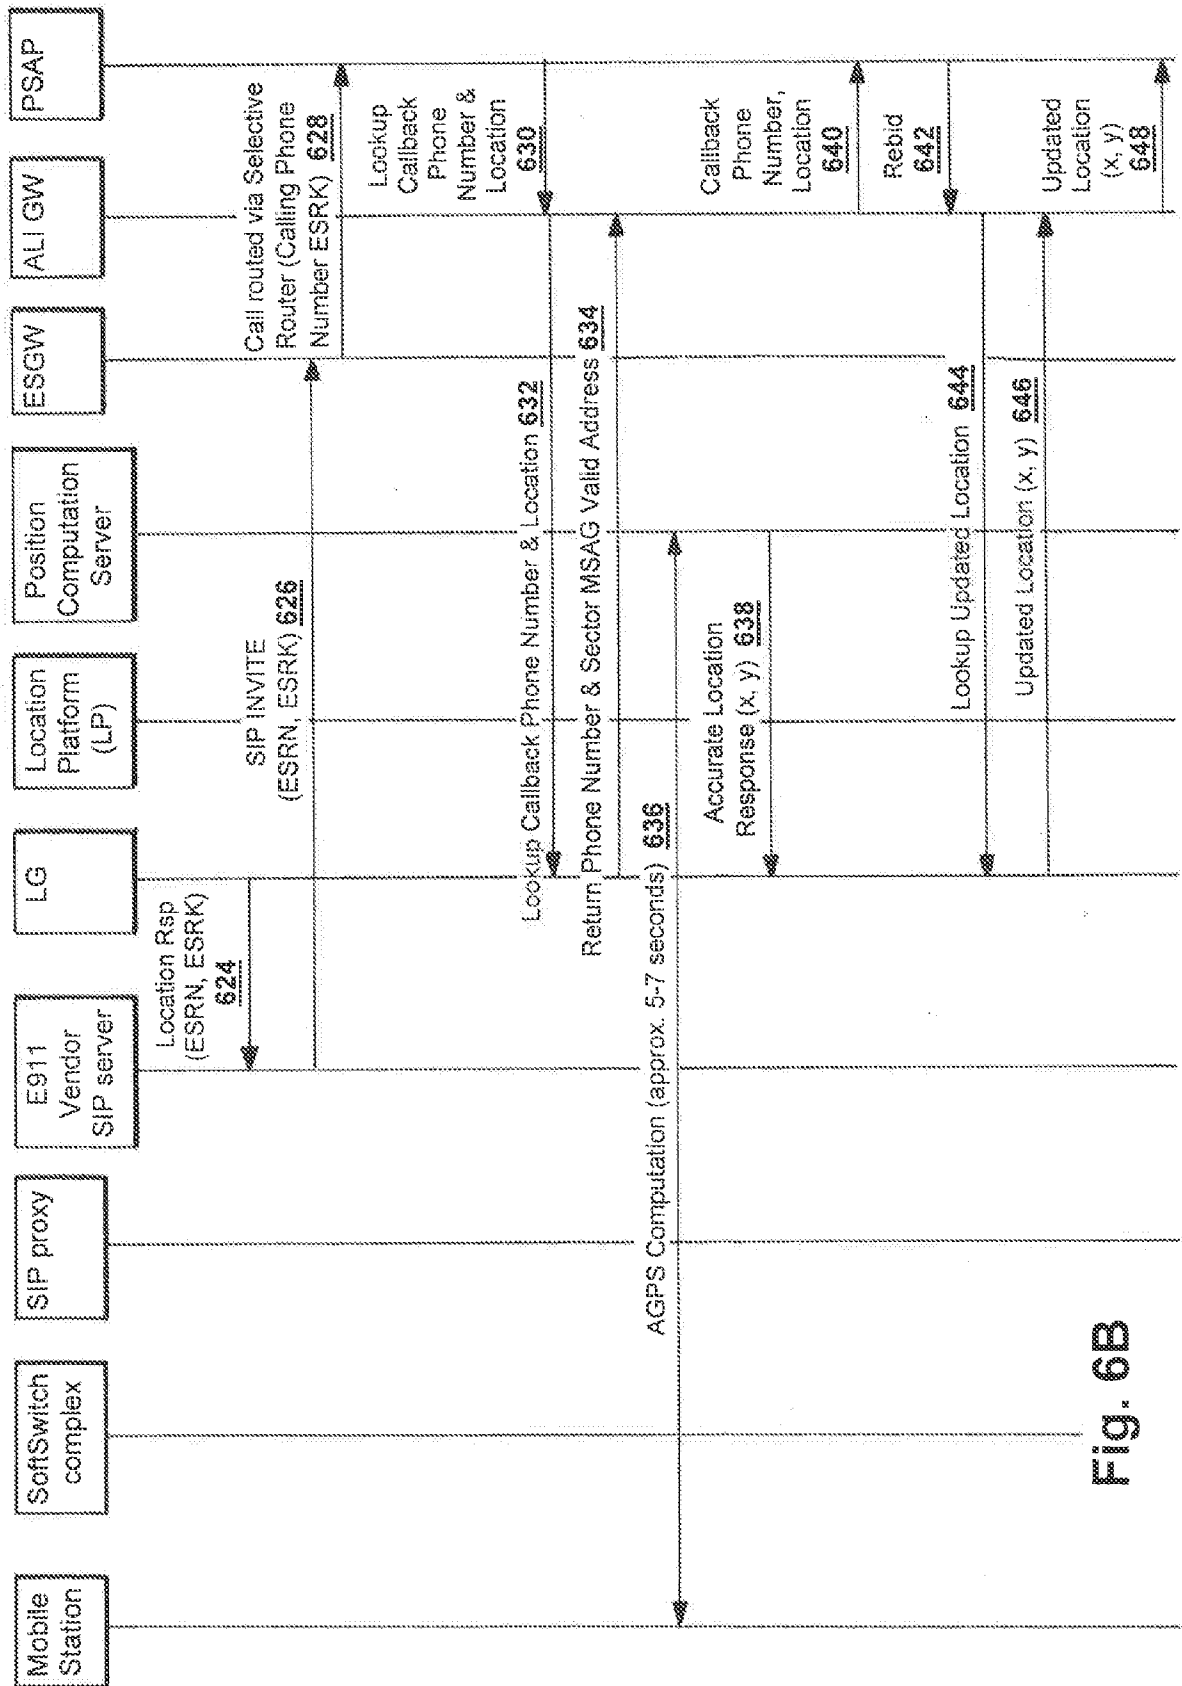 Mobile
Station
SoftSwitch
complex
SIP proxy
E911
Vendor
SIP server
LG
Location
Platform
(LP)
Position
Computation
Server
ESGW
ALI GW
PSAP
Location Rsp
(ESRN, ESRK)
624
SIP INVITE
(ESRN, ESRK) 626
Call routed via Selective
Router (Calling Phone
Number ESRK) 628
Lookup
Callback
Phone
Number &
Location
630
Lookup Callback Phone Number & Location 632
Return Phone Number & Sector MSAG Valid Address 634
AGPS Computation (approx. 5-7 seconds) 636
Accurate Location
Response (x, y) 638
Callback
Phone
Number,
Location
640
Rebid
642
Lookup Updated Location 644
Updated Location (x, y) 646
Updated
Location
(x, y)
648
Fig. 6B